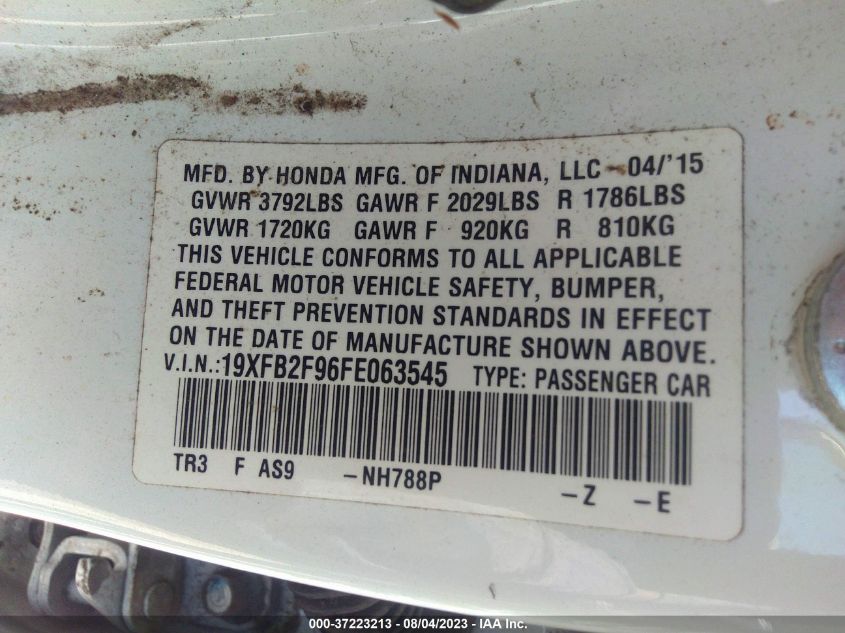 MFD. BY HONDA MFG. OF INDIANA, LLC 04/'15
GVWR 3792LBS GAWR F 2029LBS R 1786LBS
GVWR 1720KG GAWR F 920KG R 810KG
THIS VEHICLE CONFORMS TO ALL APPLICABLE
FEDERAL MOTOR VEHICLE SAFETY, BUMPER,
AND THEFT PREVENTION STANDARDS IN EFFECT
ON THE DATE OF MANUFACTURE SHOWN ABOVE.
V.I.N.:19XFB2F96FE063545 TYPE: PASSENGER CAR
TR3 F AS9 -NH788P -Z -E
000-37223213 - 08/04/2023 - IAAI.com